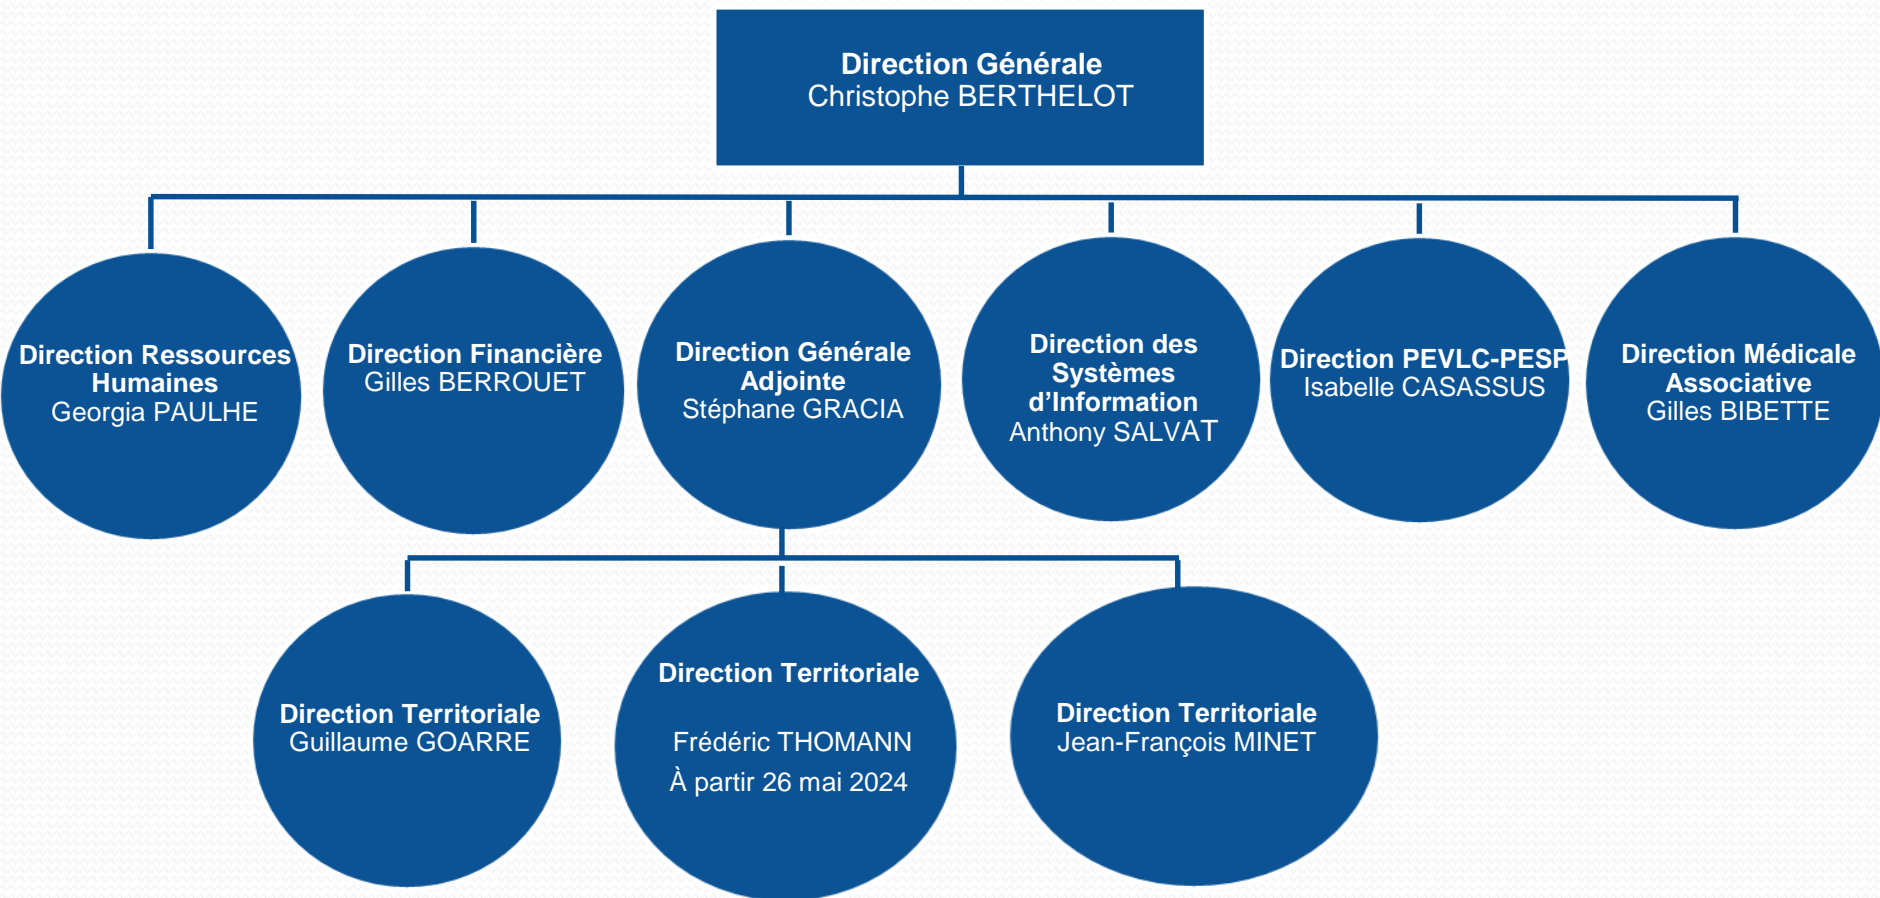 Direction Générale
Christophe BERTHELOT
Direction Ressources
Humaines
Georgia PAULHE
Direction Financière
Gilles BERROUET
Direction Générale
Adjointe
Stéphane GRACIA
Direction des
Systèmes
d’Information
Anthony SALVAT
Direction PEVLC-PESP
Isabelle CASASSUS
Direction Médicale
Associative
Gilles BIBETTE
Direction Territoriale
Guillaume GOARRE
Direction Territoriale
Frédéric THOMANN
À partir 26 mai 2024
Direction Territoriale
Jean-François MINET